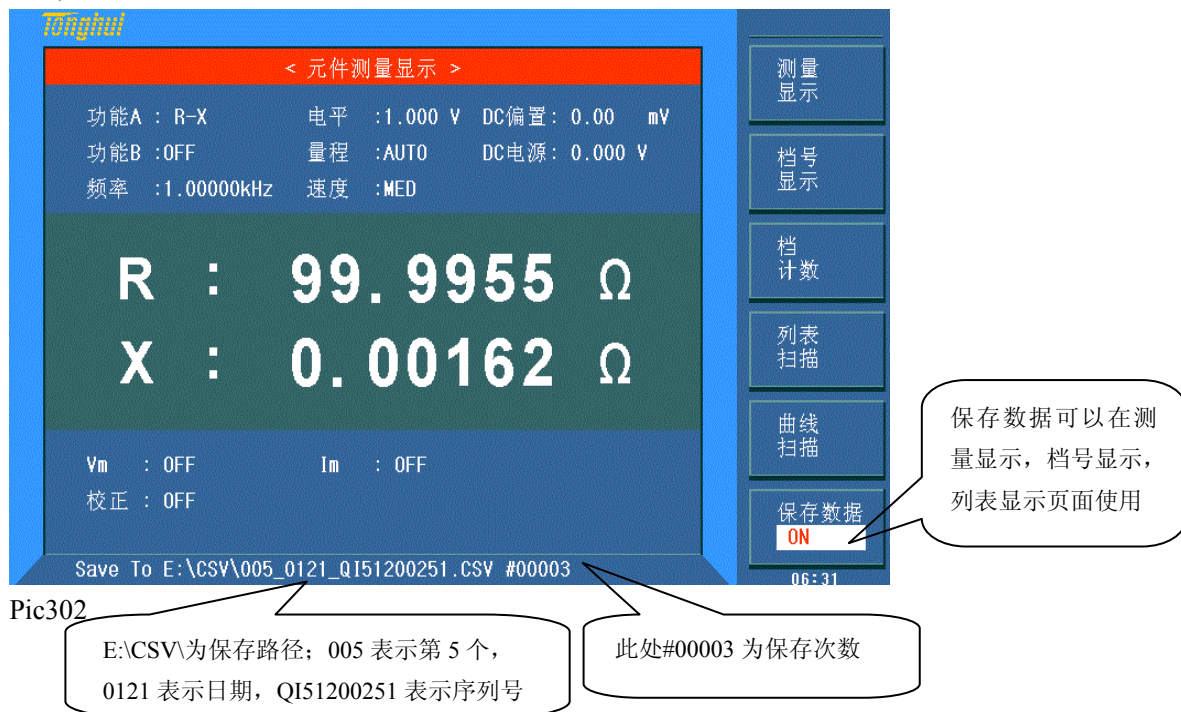 Tonghui
< 元件测量显示 >
功能A : R-X 电平 :1.000 V DC偏置: 0.00 mV
功能B :OFF 量程 :AUTO DC电源: 0.000 V
频率 :1.00000kHz 速度 :MED
R : 99.9955 Ω
X : 0.00162 Ω
Vm : OFF Im : OFF
校正 : OFF
Save To E:\CSV\005_0121_QI51200251.CSV #00003
测量
显示
档号
显示
档
计数
列表
扫描
曲线
扫描
保存数据
ON
06:31
保存数据可以在测
量显示，档号显示，
列表显示页面使用
Pic302
E:\CSV\为保存路径；005 表示第 5 个，
0121 表示日期，QI51200251 表示序列号
此处#00003 为保存次数